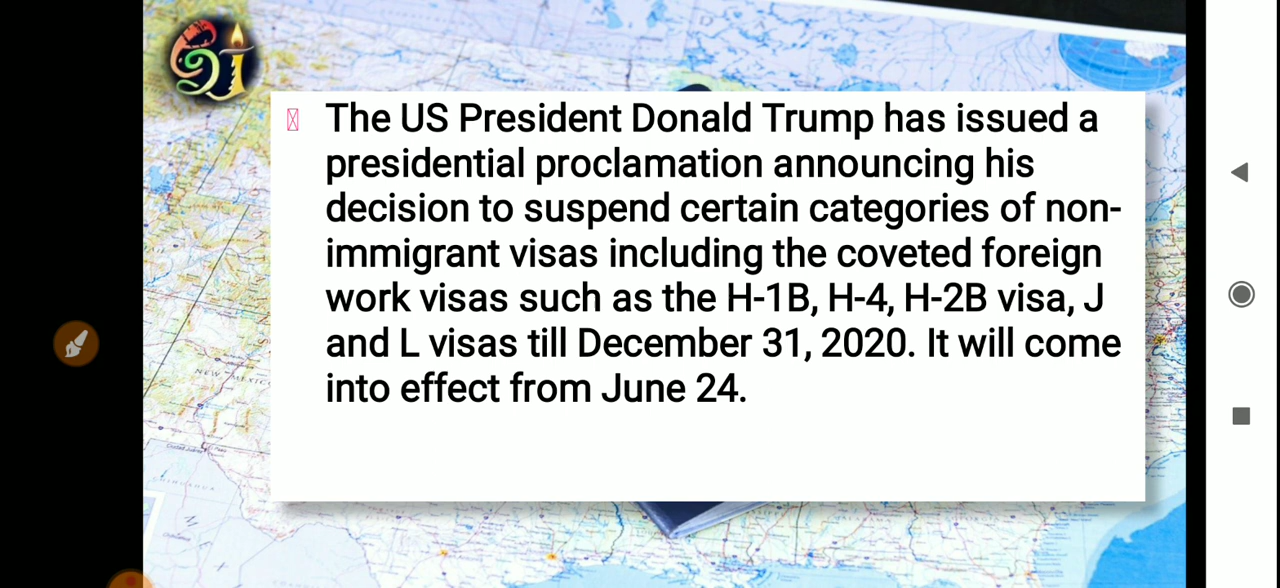 The US President Donald Trump has issued a
presidential proclamation announcing his
decision to suspend certain categories of non-
immigrant visas including the coveted foreign
work visas such as the H-1B, H-4, H-2B visa, J
and L visas till December 31, 2020. It will come
into effect from June 24.
NEW MEXICO